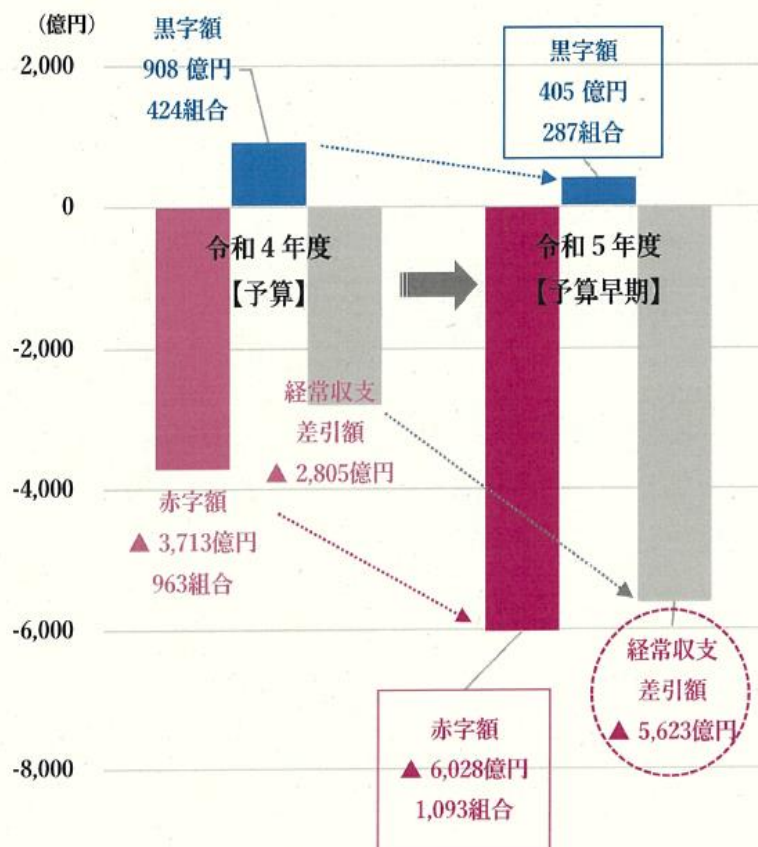 （億円）
2,000
0
-2,000
-4,000
-6,000
-8,000
黒字額
908 億円
424組合
令和４年度
【予算】
経常収支
差引額
▲ 2,805億円
赤字額
▲ 3,713億円
963組合
黒字額
405 億円
287組合
令和５年度
【予算早期】
赤字額
▲ 6,028億円
1,093組合
経常収支
差引額
▲ 5,623億円